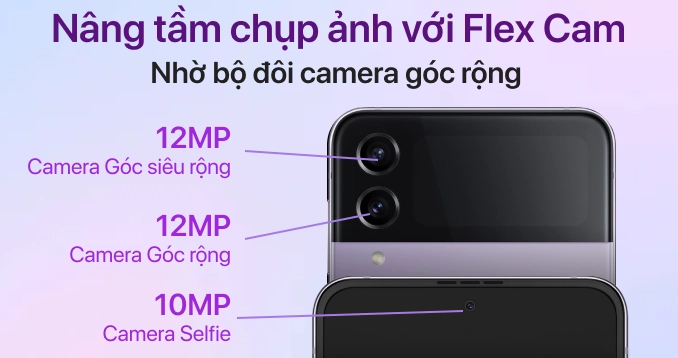 Nâng tầm chụp ảnh với Flex Cam
Nhờ bộ đôi camera góc rộng
12MP
Camera Góc siêu rộng
12MP
Camera Góc rộng
10MP
Camera Selfie